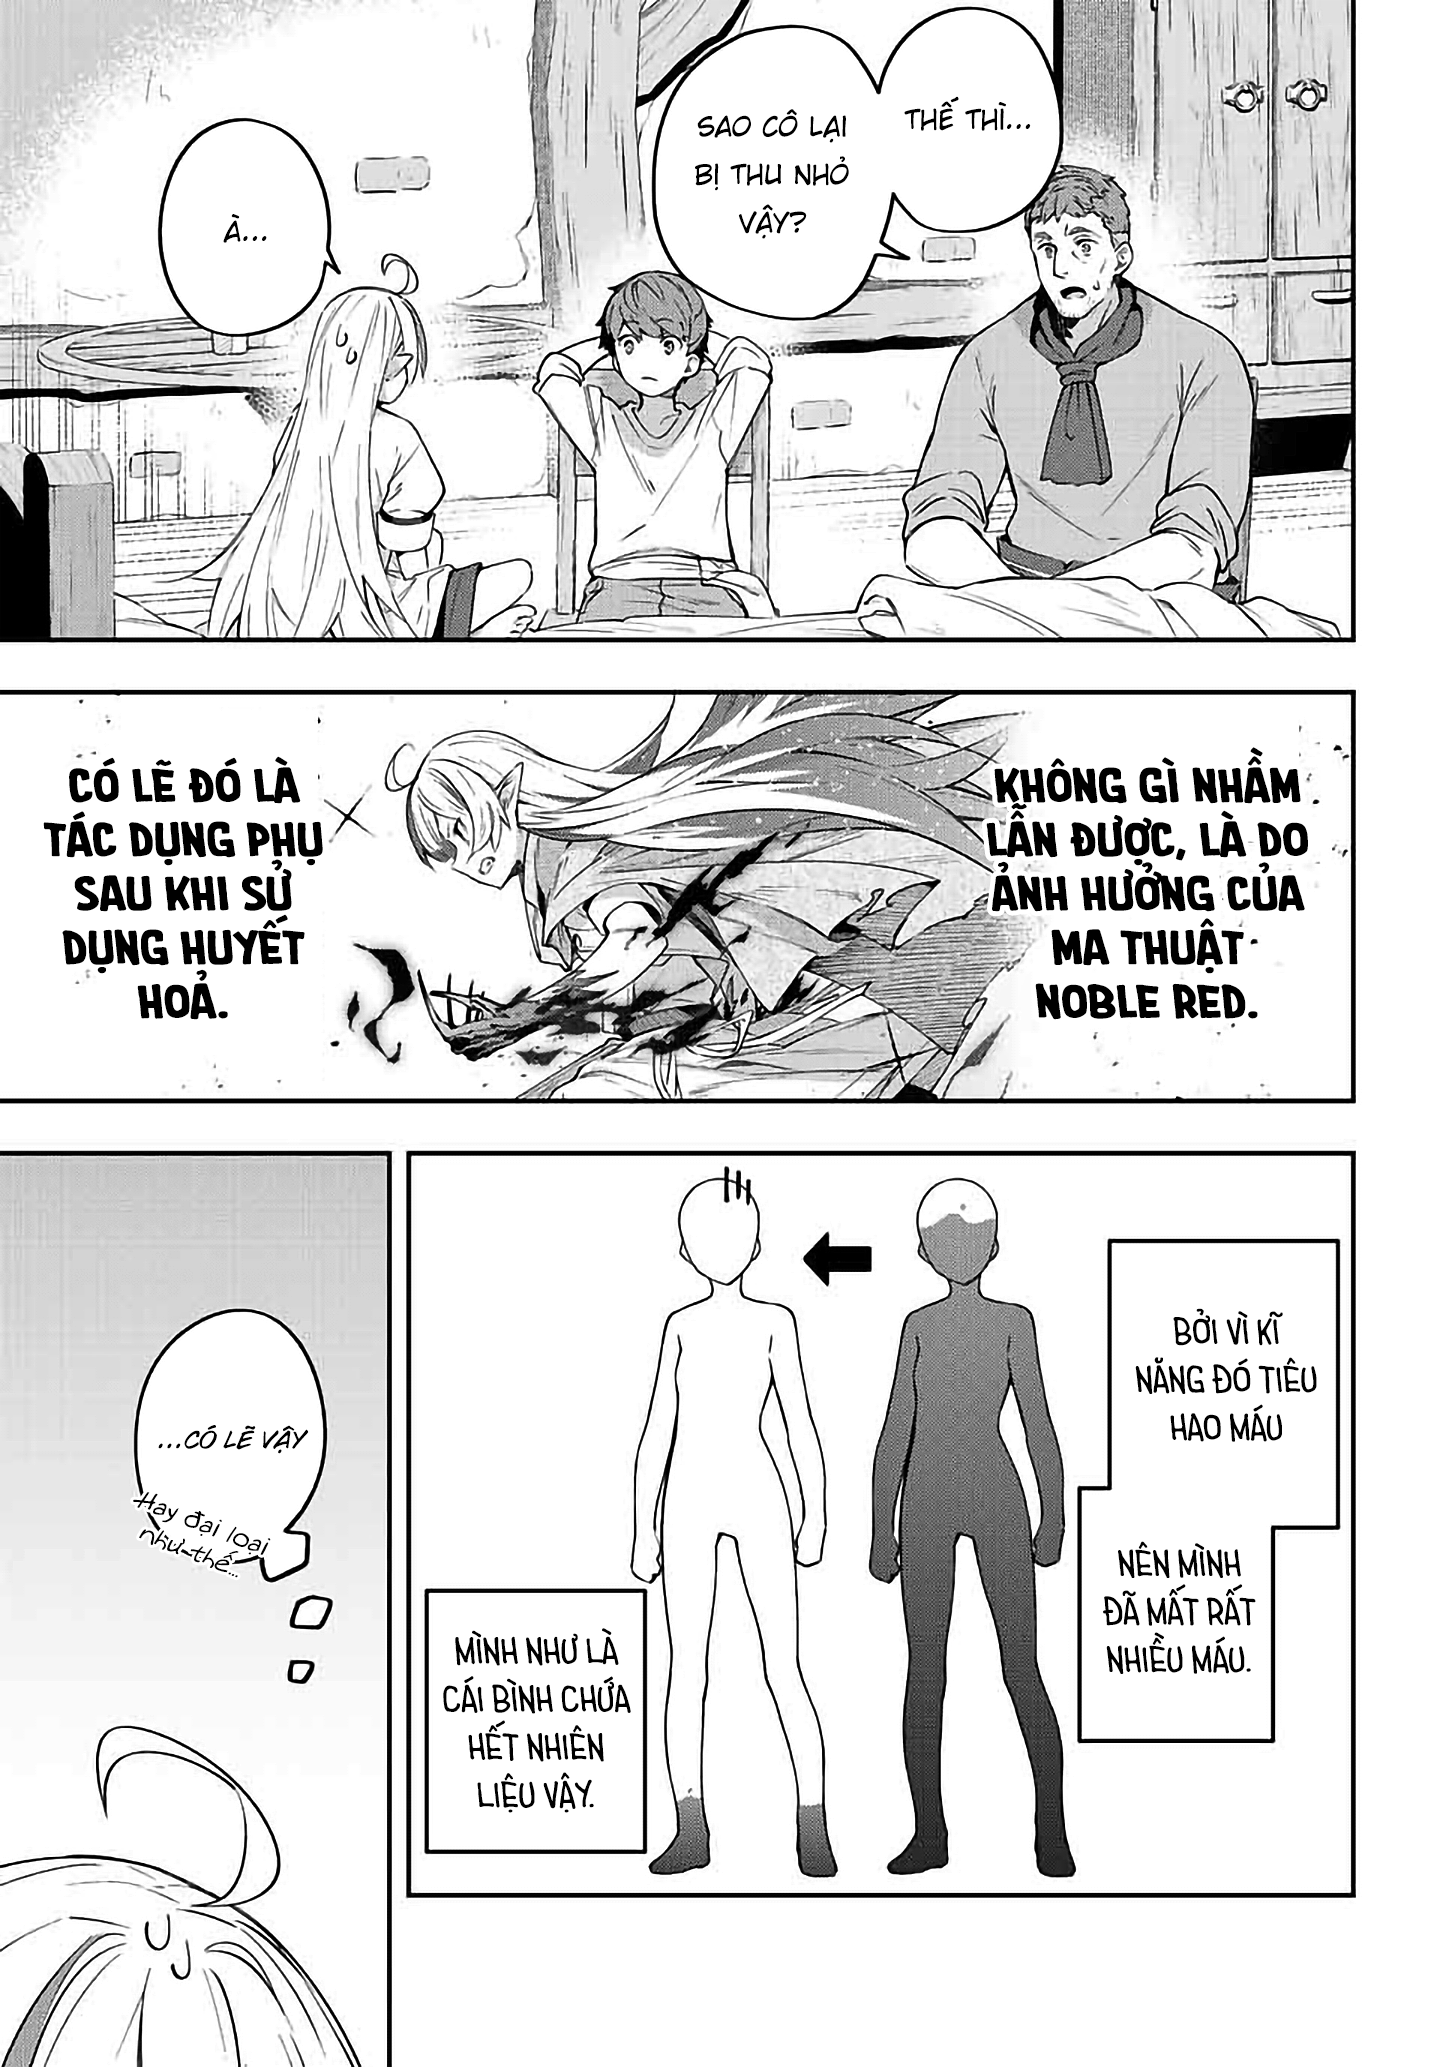 THẾ THÌ...
SAO CÔ LẠI
BỊ THU NHỎ
VẬY?
À...
KHÔNG GÌ NHẦM
LẪN ĐƯỢC, LÀ DO
ẢNH HƯỞNG CỦA
MA THUẬT
NOBLE RED.
CÓ LẼ ĐÓ LÀ
TÁC DỤNG PHỤ
SAU KHI SỬ
DỤNG HUYẾT
HOẢ.
BỞI VÌ KĨ
NĂNG ĐÓ TIÊU
HAO MÁU
NÊN MÌNH
ĐÃ MẤT RẤT
NHIỀU MÁU.
MÌNH NHƯ LÀ
CÁI BÌNH CHỨA
HẾT NHIÊN
LIỆU VẬY.
...CÓ LẼ VẬY
Hay đại loại
như thế...